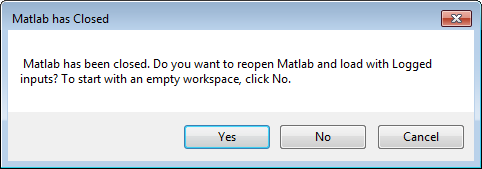 Matlab has Closed
Matlab has been closed. Do you want to reopen Matlab and load with Logged
inputs? To start with an empty workspace, click No.
Yes
No
Cancel